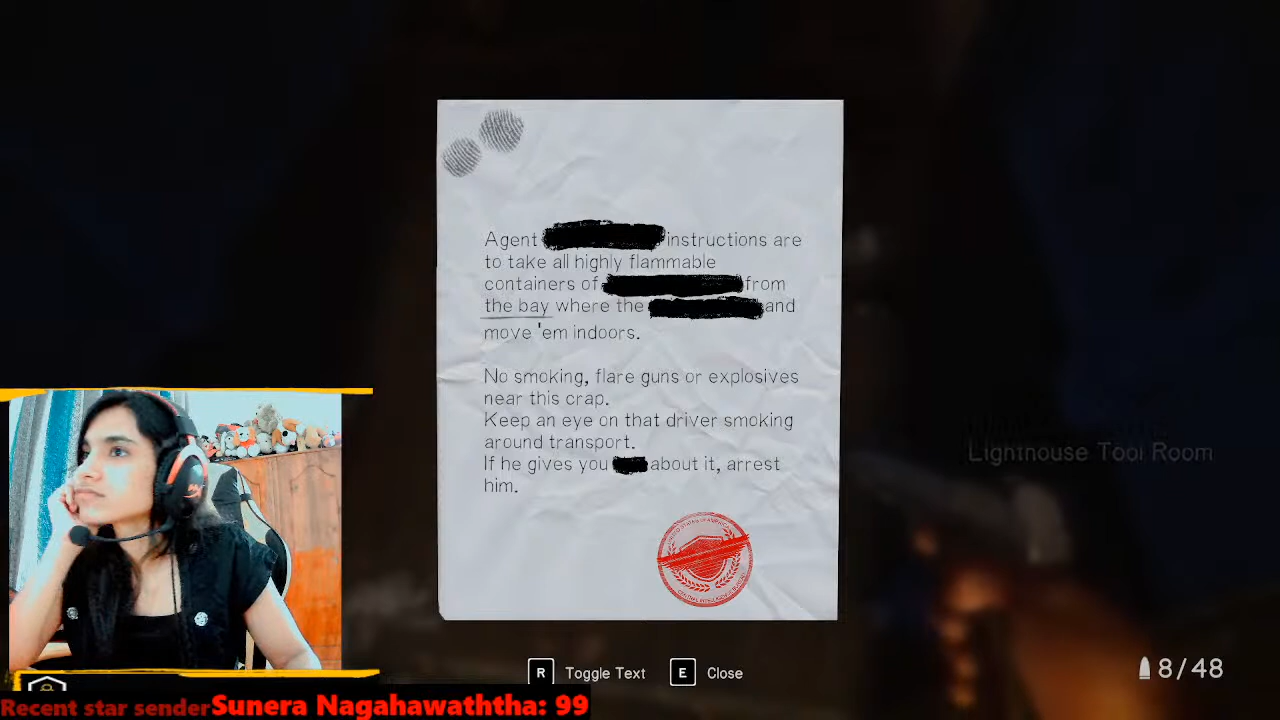 Agent instructions are
to take all highly flammable
containers of from
the bay where the and
move 'em indoors.
No smoking, flare guns or explosives
near this crap.
Keep an eye on that driver smoking
around transport.
If he gives you about it, arrest
him.
Lighthouse Tool Room
R Toggle Text E Close
8/48
Recent star sender Sunera Nagahawaththa: 99